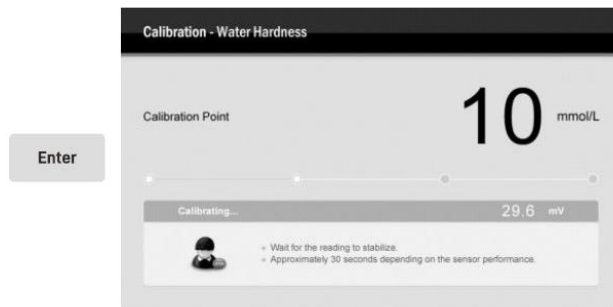 Calibration - Water Hardness
Calibration Point
10 mmol/L
Enter
Calibrating...
29.6 mV
Wait for the reading to stabilize.
Approximately 30 seconds depending on the sensor performance.